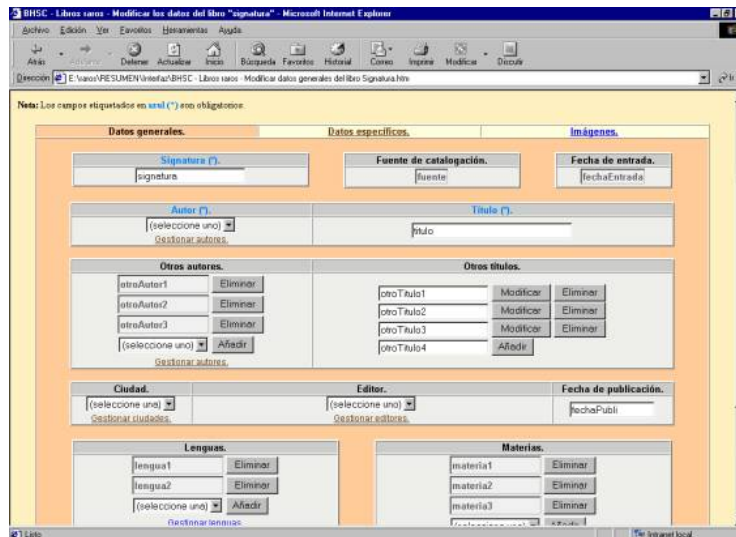 BHSC - Libros raros - Modificar los datos del libro "signatura" - Microsoft Internet Explorer
Archivo Edición Ver Favoritos Herramientas Ayuda
Atrás Detener Actualizar Inicio Búsqueda Favoritos Historial Correo Imprimir Modificar Discutir
Dirección E:\raros\RESUMEN\Interfaz\BHSC - Libros raros - Modificar datos generales del libro Signatura.htm
Nota: Los campos etiquetados en azul (*) son obligatorios.
Datos generales. Datos específicos. Imágenes.
Signatura (*). Fuente de catalogación. Fecha de entrada.
signatura fuente fechaEntrada
Autor (*). Título (*).
(seleccione uno) titulo
Gestionar autores.
Otros autores. Otros títulos.
otroAutor1 Eliminar otroTitulo1 Modificar Eliminar
otroAutor2 Eliminar otroTitulo2 Modificar Eliminar
otroAutor3 Eliminar otroTitulo3 Modificar Eliminar
(seleccione uno) Añadir otroTitulo4 Añadir
Gestionar autores.
Ciudad. Editor. Fecha de publicación.
(seleccione una) (seleccione uno) fechaPubli
Gestionar ciudades. Gestionar editores.
Lenguas. Materias.
lengua1 Eliminar materia1 Eliminar
lengua2 Eliminar materia2 Eliminar
(seleccione una) Añadir materia3 Eliminar
Gestionar lenguas. (seleccione una) Añadir
Listo Intranet local